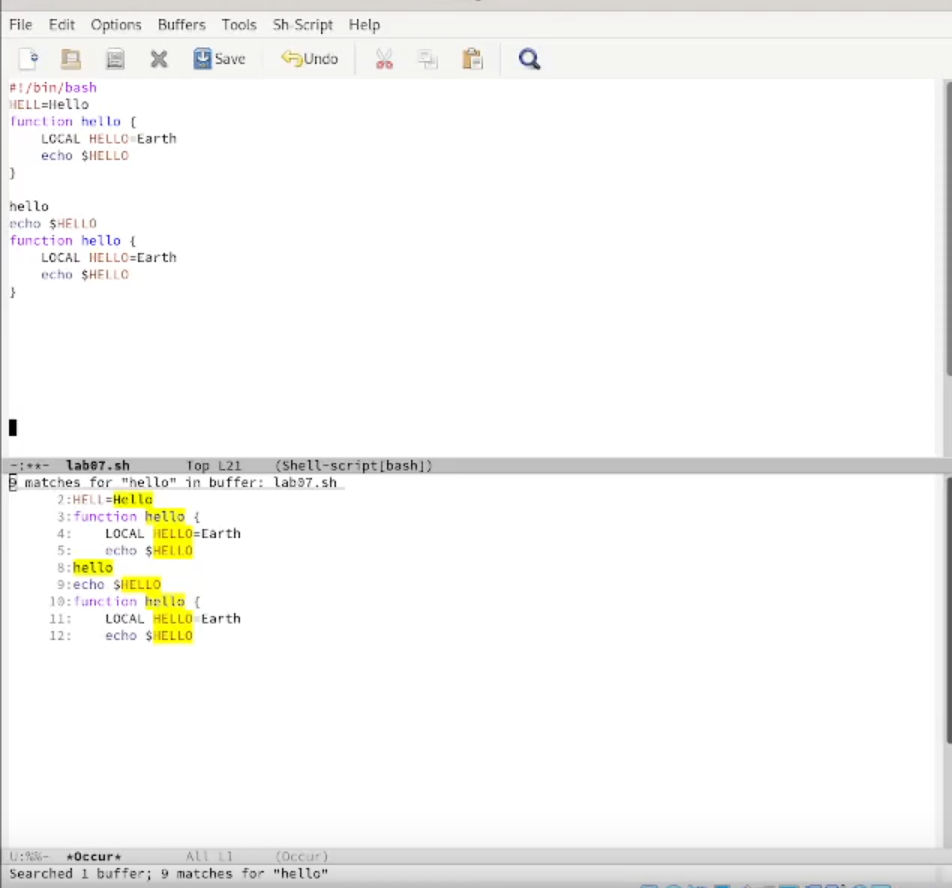 File Edit Options Buffers Tools Sh-Script Help
Save Undo
#!/bin/bash
HELL=Hello
function hello {
    LOCAL HELLO=Earth
    echo $HELLO
}
hello
echo $HELLO
function hello {
    LOCAL HELLO=Earth
    echo $HELLO
}
-:**- lab07.sh Top L21 (Shell-script[bash])
9 matches for "hello" in buffer: lab07.sh
2:HELL=Hello
3:function hello {
4:    LOCAL HELLO=Earth
5:    echo $HELLO
8:hello
9:echo $HELLO
10:function hello {
11:    LOCAL HELLO=Earth
12:    echo $HELLO
U:%%- *Occur* All L1 (Occur)
Searched 1 buffer; 9 matches for "hello"